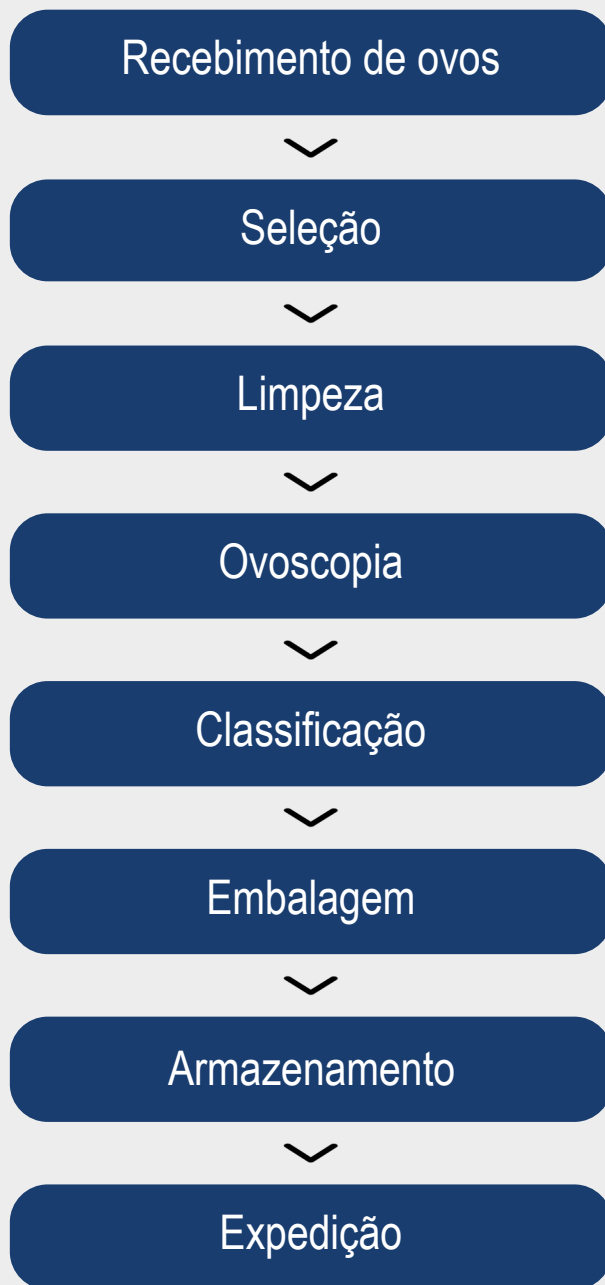 Recebimento de ovos
Seleção
Limpeza
Ovoscopia
Classificação
Embalagem
Armazenamento
Expedição